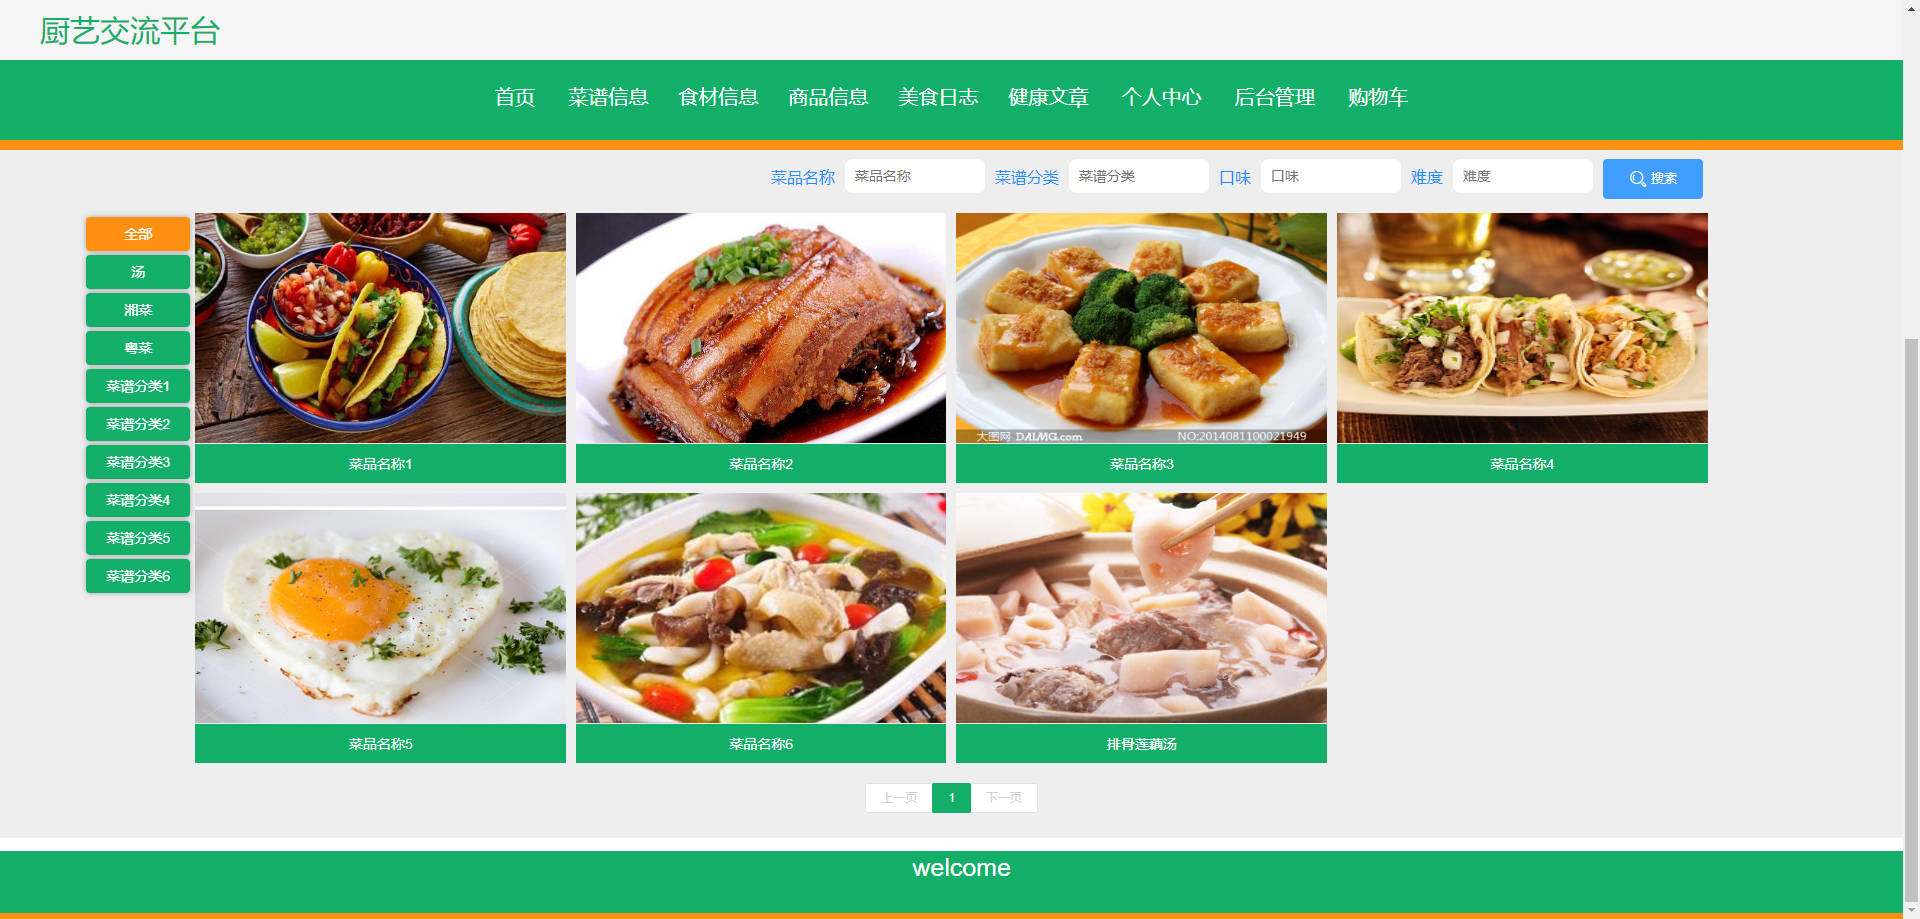 厨艺交流平台
首页 菜谱信息 食材信息 商品信息 美食日志 健康文章 个人中心 后台管理 购物车
菜品名称 菜品名称 菜谱分类 菜谱分类 口味 口味 难度 难度 搜索
全部
汤
湘菜
粤菜
菜谱分类1
菜谱分类2
菜谱分类3
菜谱分类4
菜谱分类5
菜谱分类6
大图网 DAIMG.com NO:2014081100021949
菜品名称1 菜品名称2 菜品名称3 菜品名称4
菜品名称5 菜品名称6 排骨莲藕汤
上一页 1 下一页
welcome